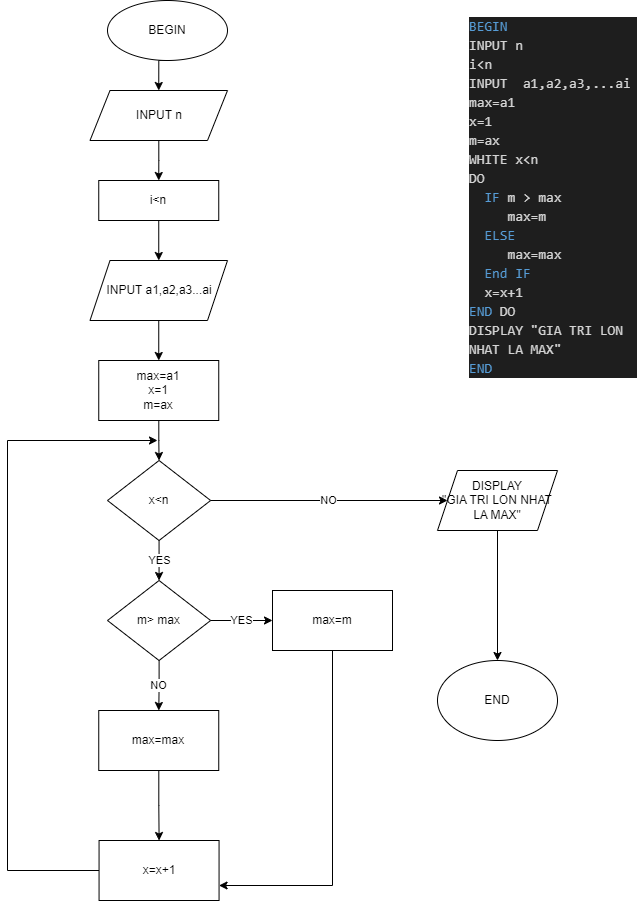 BEGIN
INPUT n
i<n
INPUT a1,a2,a3...ai
max=a1
x=1
m=ax
x<n
NO
DISPLAY
"GIA TRI LON NHAT
LA MAX"
YES
m> max
YES
max=m
NO
max=max
x=x+1
END
BEGIN
INPUT n
i<n
INPUT  a1,a2,a3,...ai
max=a1
x=1
m=ax
WHITE x<n
DO
IF m > max
max=m
ELSE
max=max
End IF
x=x+1
END DO
DISPLAY "GIA TRI LON
NHAT LA MAX"
END